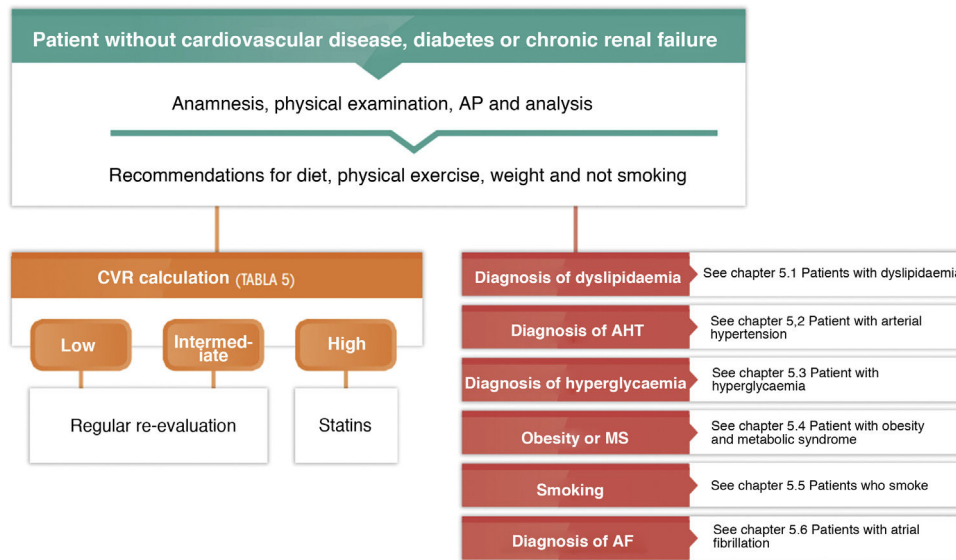 Patient without cardiovascular disease, diabetes or chronic renal failure
Anamnesis, physical examination, AP and analysis
Recommendations for diet, physical exercise, weight and not smoking
CVR calculation (TABLA 5)
Low
Intermed-
iate
High
Regular re-evaluation
Statins
Diagnosis of dyslipidaemia
See chapter 5.1 Patients with dyslipidaemia
Diagnosis of AHT
See chapter 5,2 Patient with arterial
hypertension
Diagnosis of hyperglycaemia
See chapter 5.3 Patient with
hyperglycaemia
Obesity or MS
See chapter 5.4 Patient with obesity
and metabolic syndrome
Smoking
See chapter 5.5 Patients who smoke
Diagnosis of AF
See chapter 5.6 Patients with atrial
fibrillation